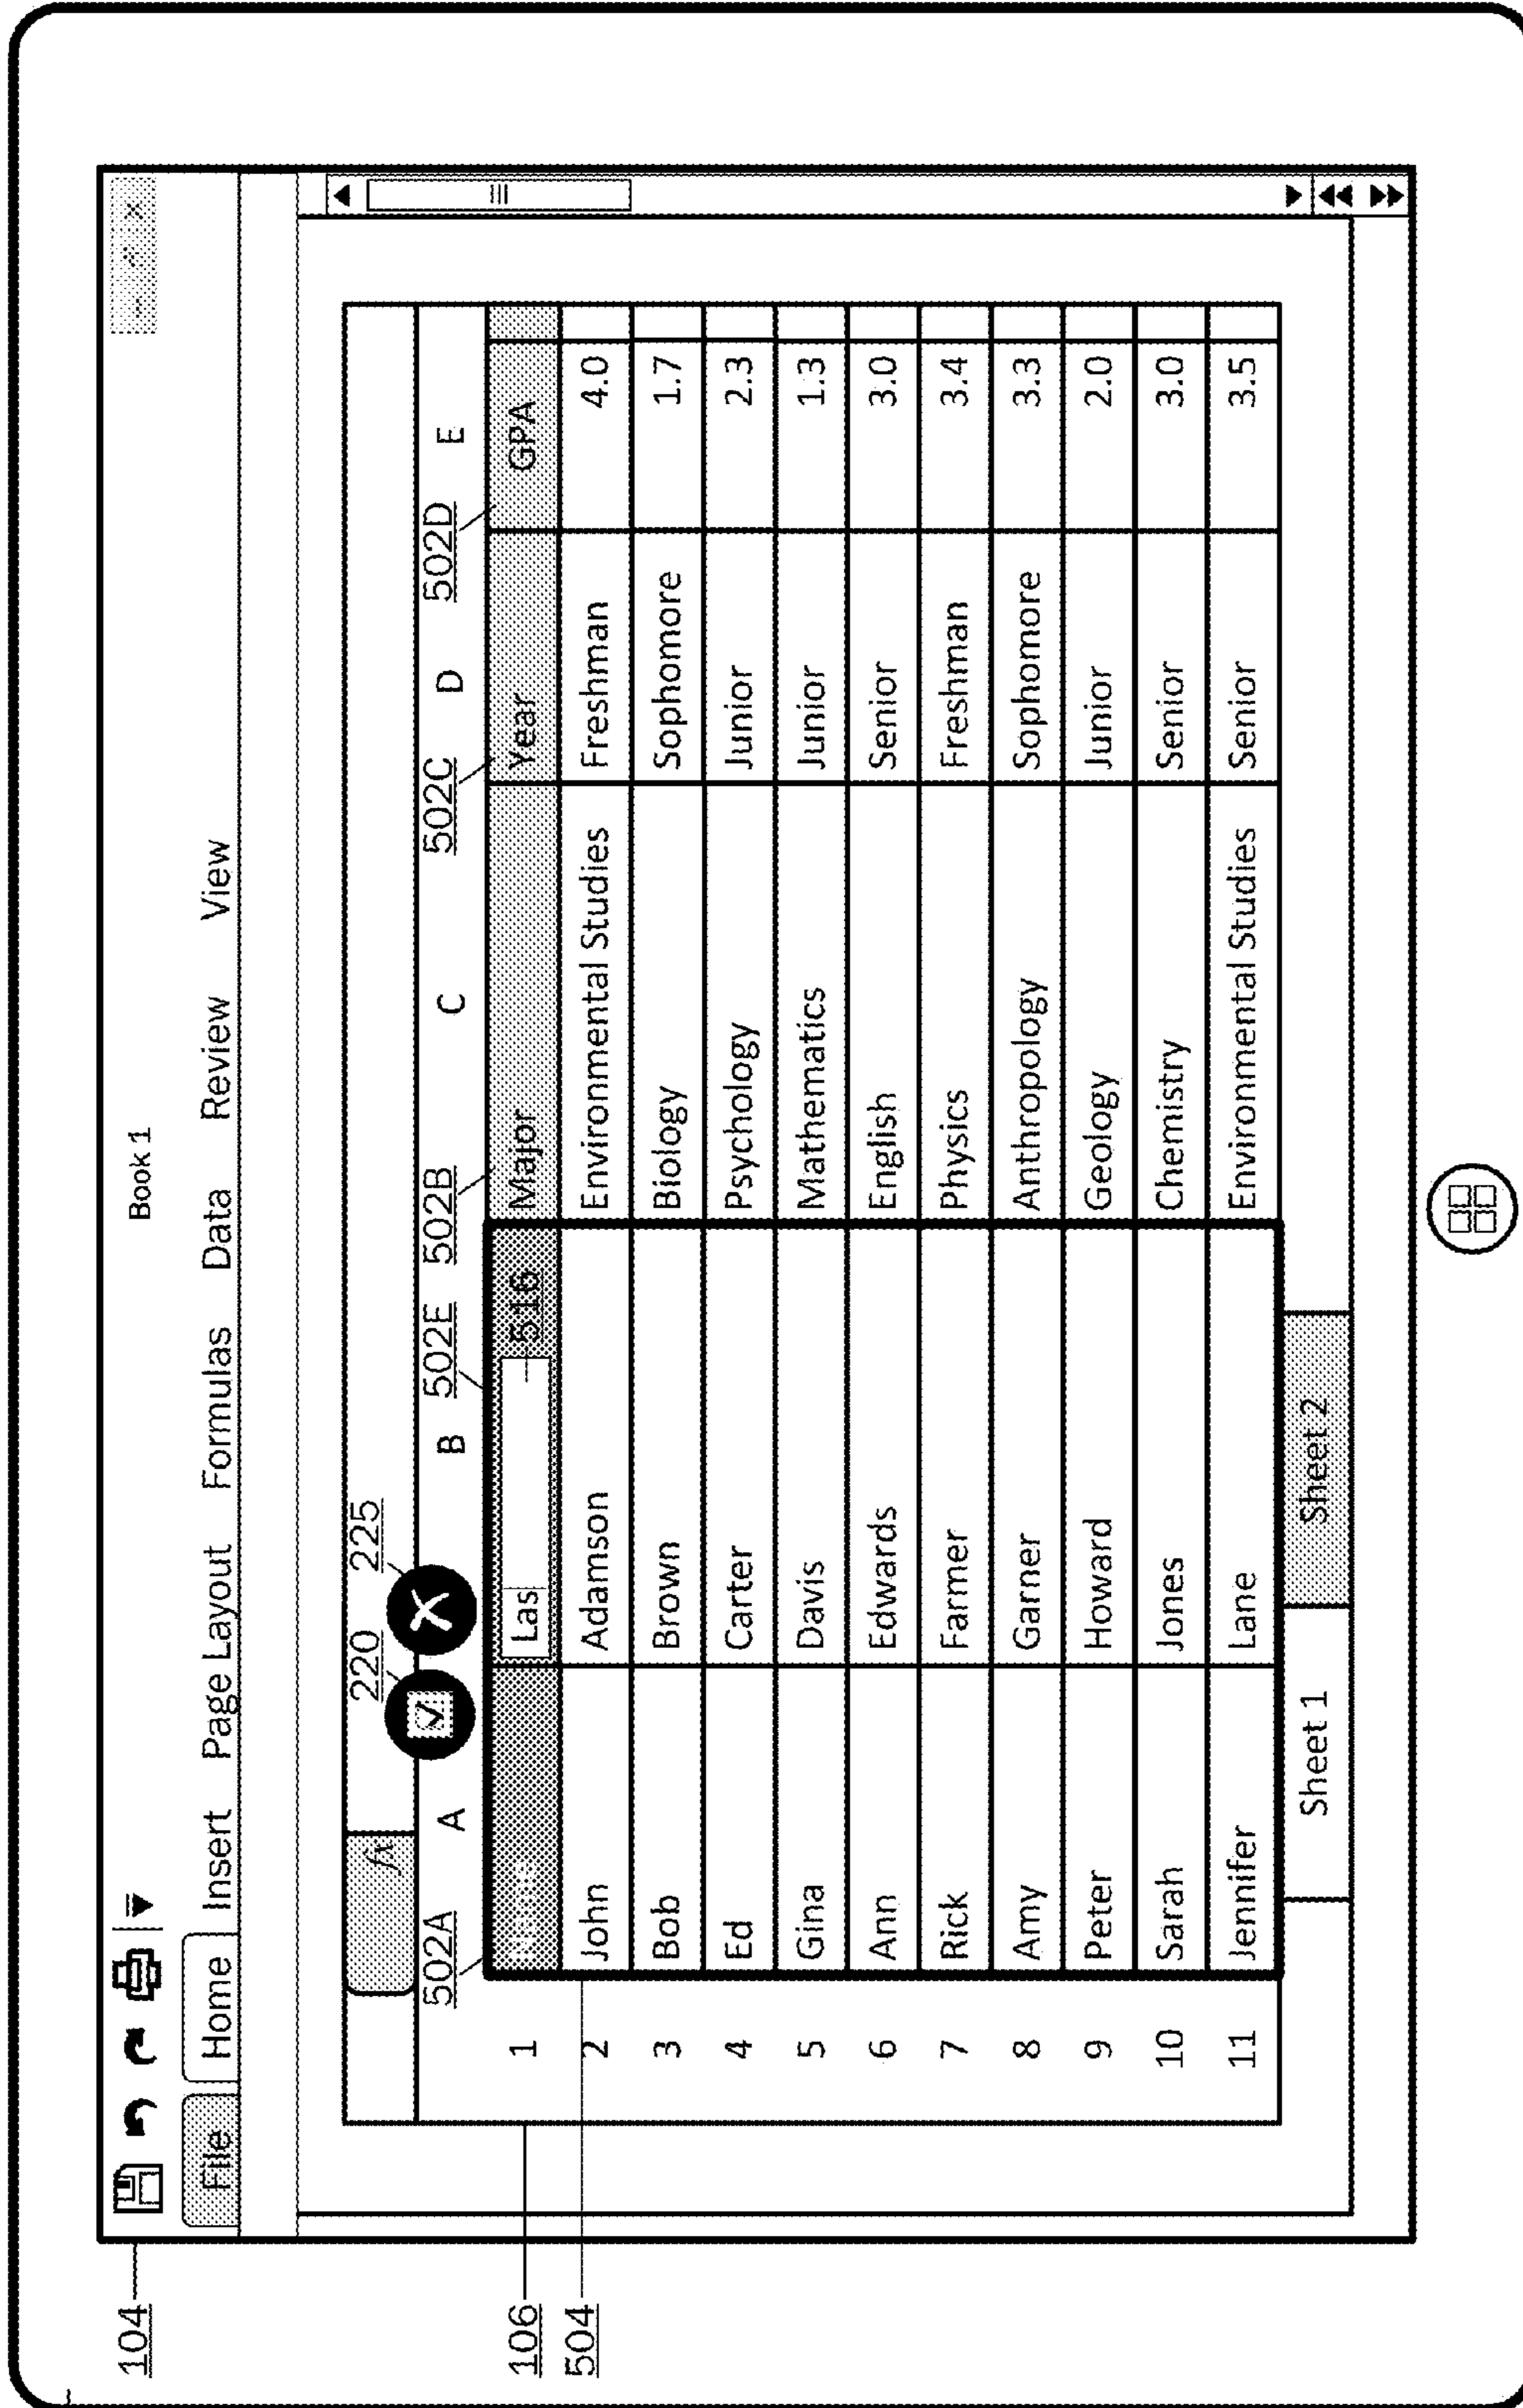 Book 1
File Home Insert Page Layout Formulas Data Review View
fx
220 225
502A 502E 502B 502C 502D
A B C D E
1 Las 516 Major Year GPA
2 John Adamson Environmental Studies Freshman 4.0
3 Bob Brown Biology Sophomore 1.7
4 Ed Carter Psychology Junior 2.3
5 Gina Davis Mathematics Junior 1.3
6 Ann Edwards English Senior 3.0
7 Rick Farmer Physics Freshman 3.4
8 Amy Garner Anthropology Sophomore 3.3
9 Peter Howard Geology Junior 2.0
10 Sarah Jones Chemistry Senior 3.0
11 Jennifer Lane Environmental Studies Senior 3.5
Sheet 1 Sheet 2
104
106
504